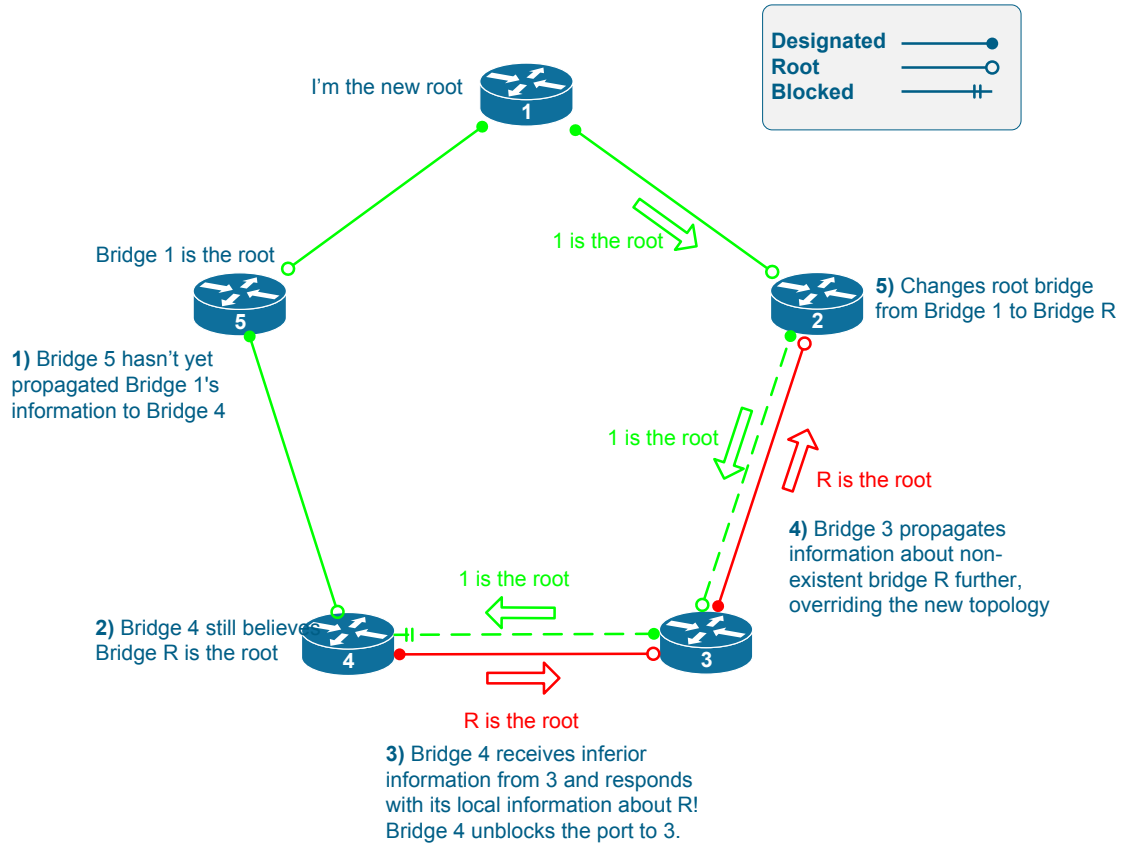 Designated
Root
Blocked
I'm the new root
1
1 is the root
Bridge 1 is the root
5
2
5) Changes root bridge
from Bridge 1 to Bridge R
1) Bridge 5 hasn't yet
propagated Bridge 1's
information to Bridge 4
1 is the root
R is the root
4) Bridge 3 propagates
information about non-
existent bridge R further,
overriding the new topology
1 is the root
2) Bridge 4 still believes
Bridge R is the root
4
3
R is the root
3) Bridge 4 receives inferior
information from 3 and responds
with its local information about R!
Bridge 4 unblocks the port to 3.